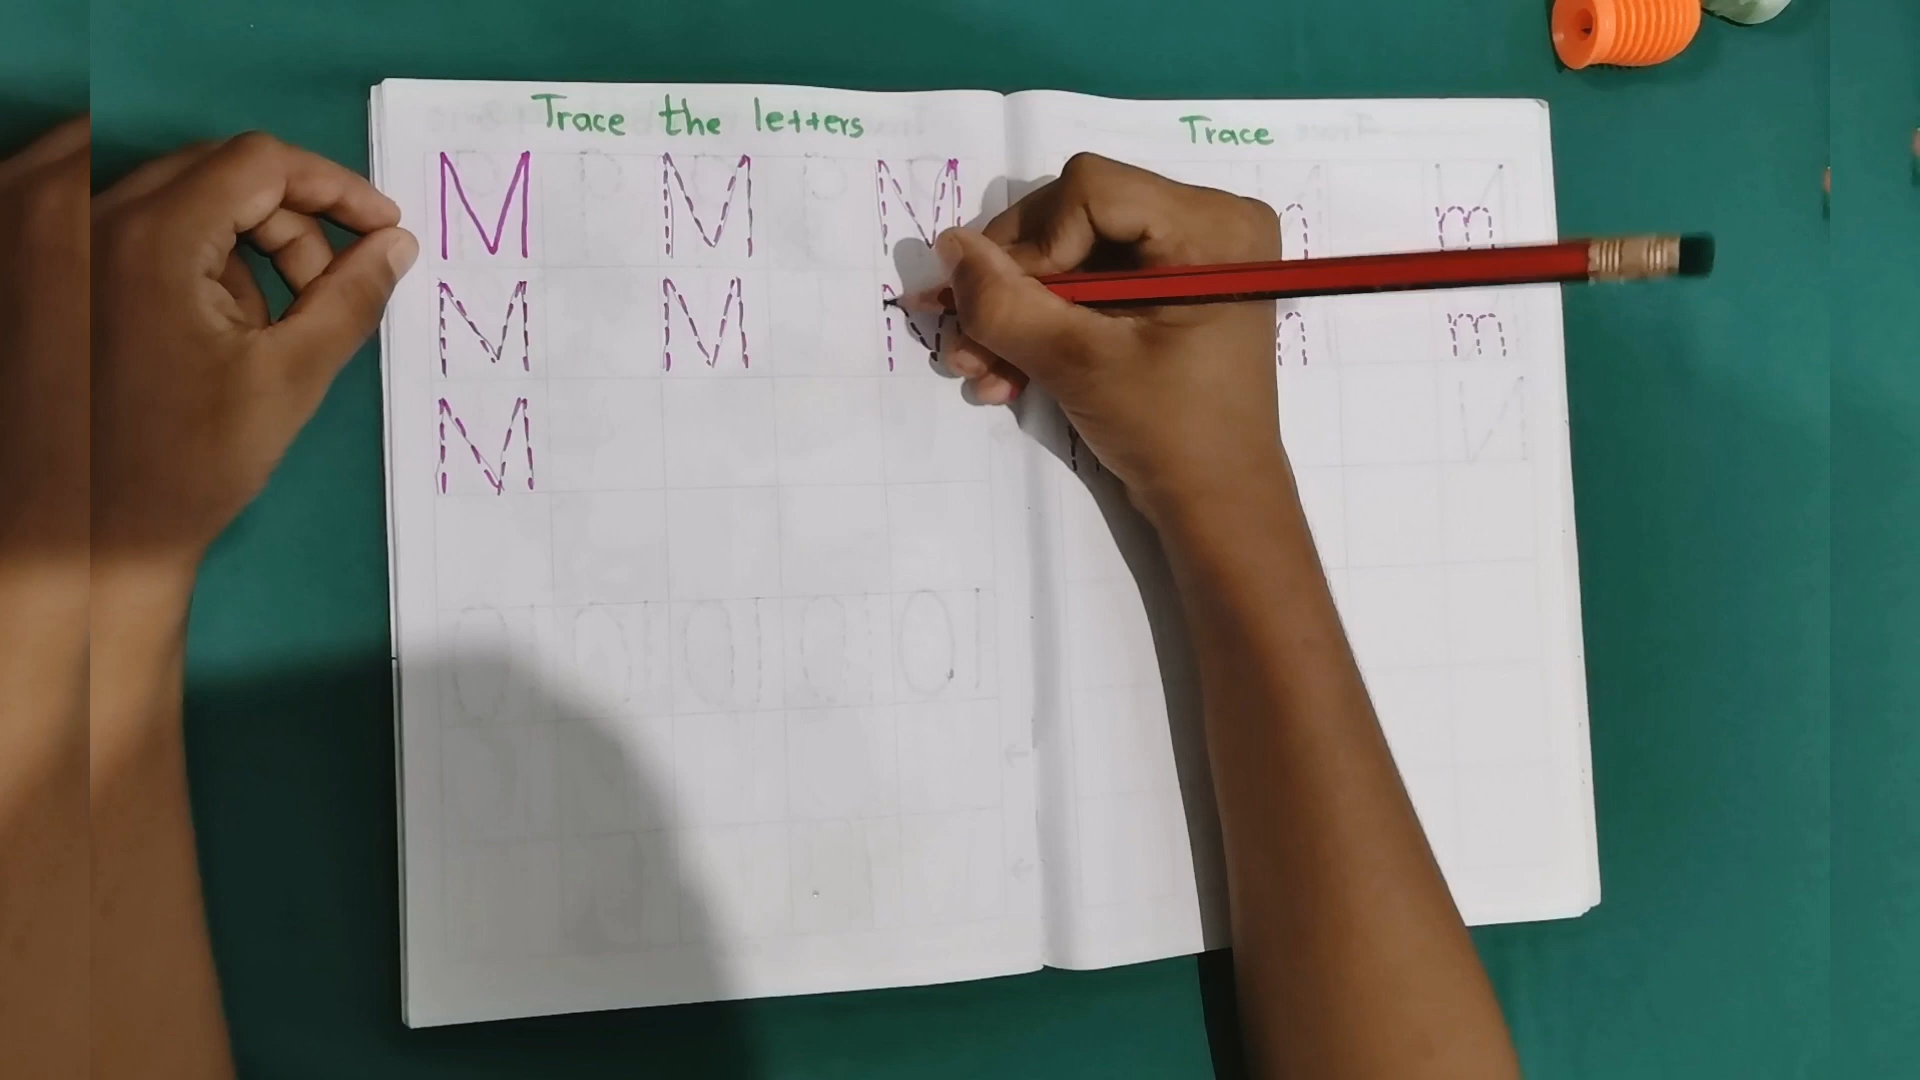 Trace the letters
M M M
M M M
M
Trace
n m
n m